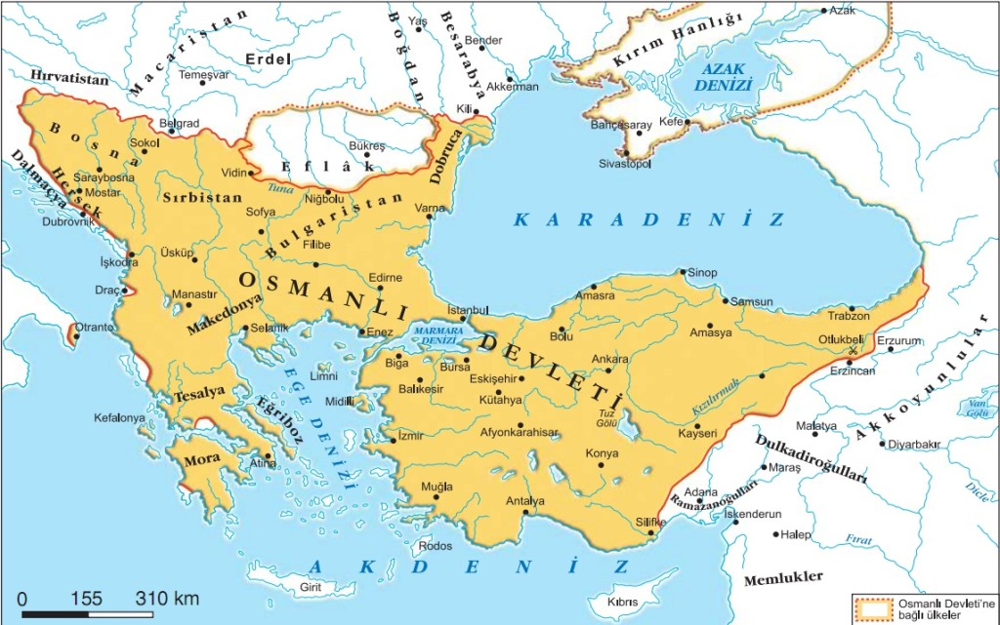 Azak
Kırım Hanlığı
Macaristan
Yaş
Boğdan
Besarabya
Bender
Erdel
Hırvatistan
Temeşvar
AZAK
DENİZİ
Akkerman
Kili
Belgrad
Bahçesaray
Kefe
Bosna
Sokol
Bükreş
Dobruca
Sivastopol
Eflâk
Vidin
Dalmaçya
Saraybosna
Hersek
Mostar
Tuna
Niğbolu
Sırbistan
Sofya
Bulgaristan
Varna
KARADENİZ
Dubrovnik
Filibe
İşkodra
Üsküp
Sinop
OSMANLI
Edirne
Draç
Manastır
Makedonya
Amasra
Samsun
İstanbul
Trabzon
Otranto
Selanik
Enez
MARMARA
DENİZİ
DEVLETİ
Bolu
Amasya
Otlukbeli
Erzurum
Biga
Bursa
Ankara
Erzincan
Limni
EGE DENİZİ
Balıkesir
Eskişehir
Kızılırmak
Akkoyunlular
Tesalya
Midilli
Kütahya
Tuz
Gölü
Van
Gölü
Kefalonya
Eğriboz
Afyonkarahisar
Kayseri
Malatya
İzmir
Dulkadiroğulları
Diyarbakır
Mora
Atina
Konya
Maraş
Muğla
Adana
Ramazanoğulları
Dicle
Antalya
İskenderun
Silifke
Halep
Fırat
Rodos
AKDENİZ
Memlukler
Girit
Kıbrıs
0 155 310 km
Osmanlı Devleti'ne
bağlı ülkeler